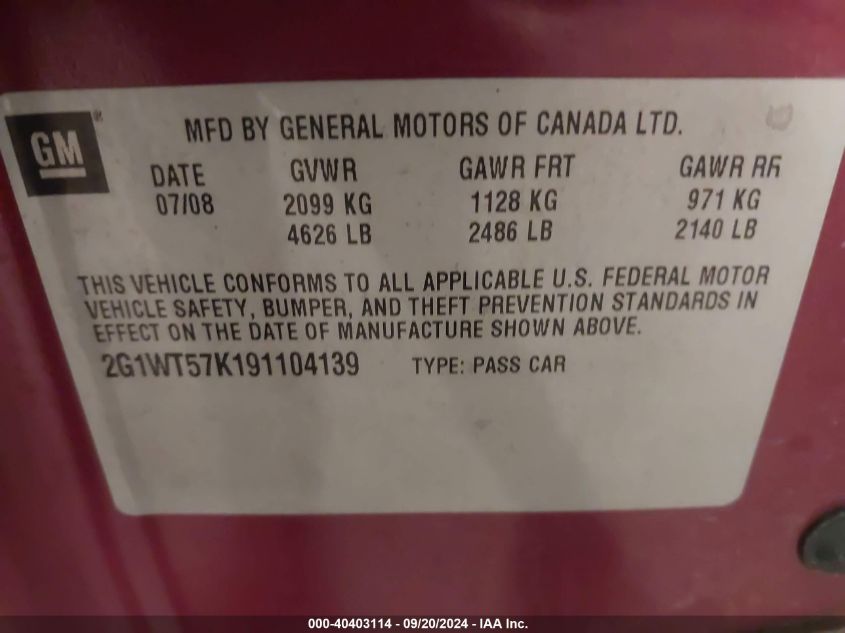 GM
MFD BY GENERAL MOTORS OF CANADA LTD.
DATE GVWR GAWR FRT GAWR RR
07/08 2099 KG 1128 KG 971 KG
4626 LB 2486 LB 2140 LB
THIS VEHICLE CONFORMS TO ALL APPLICABLE U.S. FEDERAL MOTOR
VEHICLE SAFETY, BUMPER, AND THEFT PREVENTION STANDARDS IN
EFFECT ON THE DATE OF MANUFACTURE SHOWN ABOVE.
2G1WT57K191104139 TYPE: PASS CAR
000-40403114 - 09/20/2024 - IAA Inc.